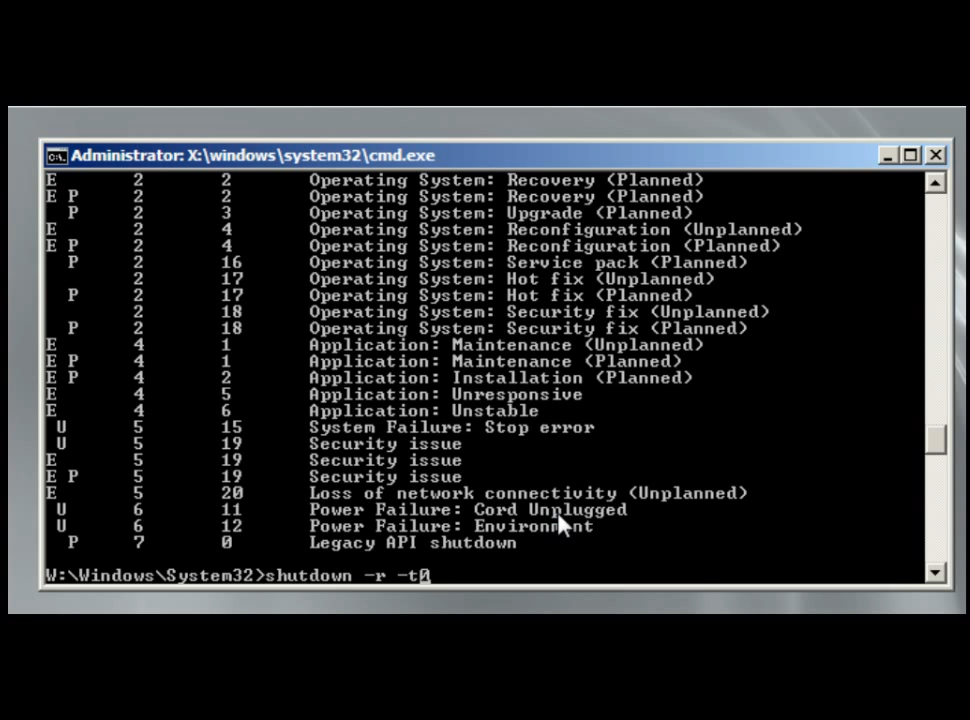 Administrator: X:\windows\system32\cmd.exe
E 2 2 Operating System: Recovery (Planned)
E P 2 2 Operating System: Recovery (Planned)
P 2 3 Operating System: Upgrade (Planned)
E 2 4 Operating System: Reconfiguration (Unplanned)
E P 2 4 Operating System: Reconfiguration (Planned)
P 2 16 Operating System: Service pack (Planned)
2 17 Operating System: Hot fix (Unplanned)
P 2 17 Operating System: Hot fix (Planned)
2 18 Operating System: Security fix (Unplanned)
P 2 18 Operating System: Security fix (Planned)
E 4 1 Application: Maintenance (Unplanned)
E P 4 1 Application: Maintenance (Planned)
E P 4 2 Application: Installation (Planned)
E 4 5 Application: Unresponsive
E 4 6 Application: Unstable
U 5 15 System Failure: Stop error
U 5 19 Security issue
E 5 19 Security issue
E P 5 19 Security issue
E 5 20 Loss of network connectivity (Unplanned)
U 6 11 Power Failure: Cord Unplugged
U 6 12 Power Failure: Environment
P 7 0 Legacy API shutdown
W:\Windows\System32>shutdown -r -t0